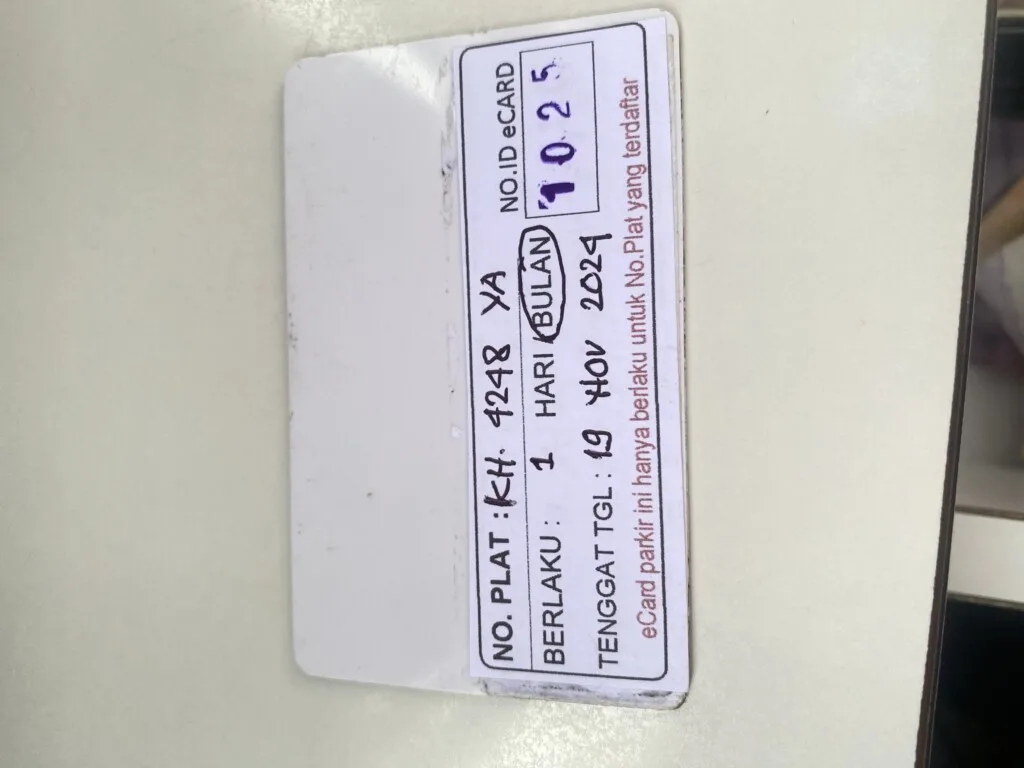 NO. PLAT : KH. 4248 YA
NO.ID eCARD
1025
BERLAKU : 1 HARI / BULAN
TENGGAT TGL : 19 NOV 2024
eCard parkir ini hanya berlaku untuk No.Plat yang terdaftar